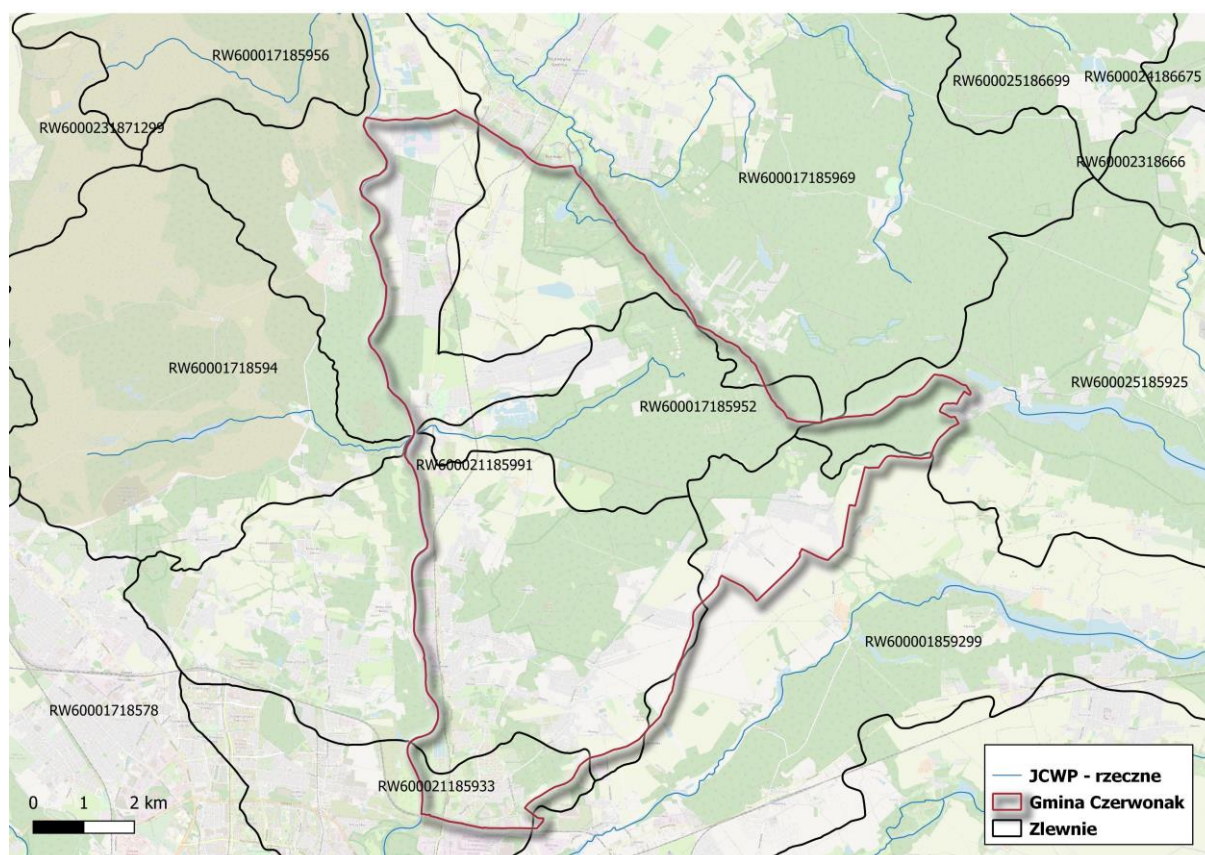 RW600017185956
RW600025186699
RW600024186675
RW6000231871299
RW60002318666
RW600017185969
RW60001718594
RW600025185925
RW600017185952
RW600021185991
RW600001859299
RW60001718578
RW600021185933
0 1 2 km
JCWP - rzeczne
Gmina Czerwonak
Zlewnie